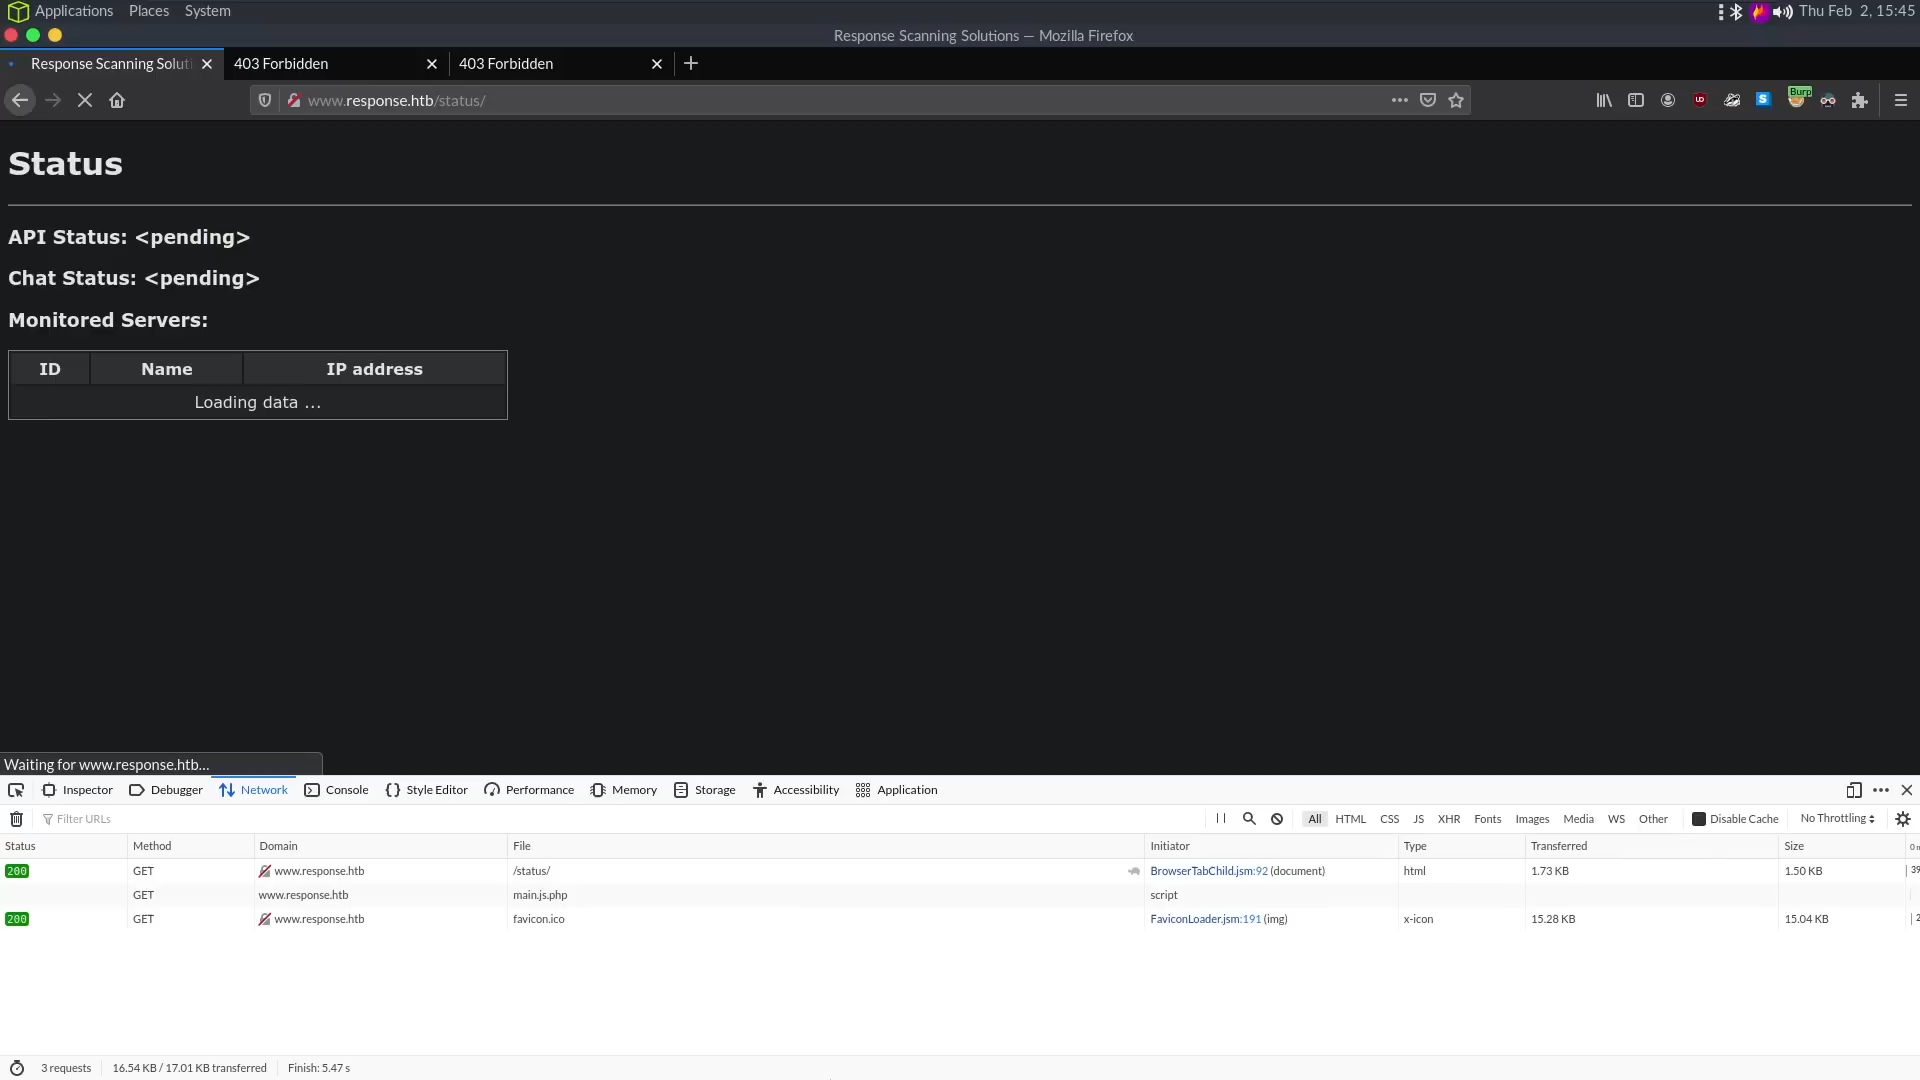 Applications Places System
Thu Feb 2, 15:45
Response Scanning Solutions — Mozilla Firefox
Response Scanning Soluti
403 Forbidden
403 Forbidden
www.response.htb/status/
Burp
Status
API Status: <pending>
Chat Status: <pending>
Monitored Servers:
ID Name IP address
Loading data ...
Waiting for www.response.htb...
Inspector Debugger Network Console Style Editor Performance Memory Storage Accessibility Application
Filter URLs
All HTML CSS JS XHR Fonts Images Media WS Other Disable Cache No Throttling
Status Method Domain File Initiator Type Transferred Size
200 GET www.response.htb /status/ BrowserTabChild.jsm:92 (document) html 1.73 KB 1.50 KB
GET www.response.htb main.js.php script
200 GET www.response.htb favicon.ico FaviconLoader.jsm:191 (img) x-icon 15.28 KB 15.04 KB
3 requests 16.54 KB / 17.01 KB transferred Finish: 5.47 s